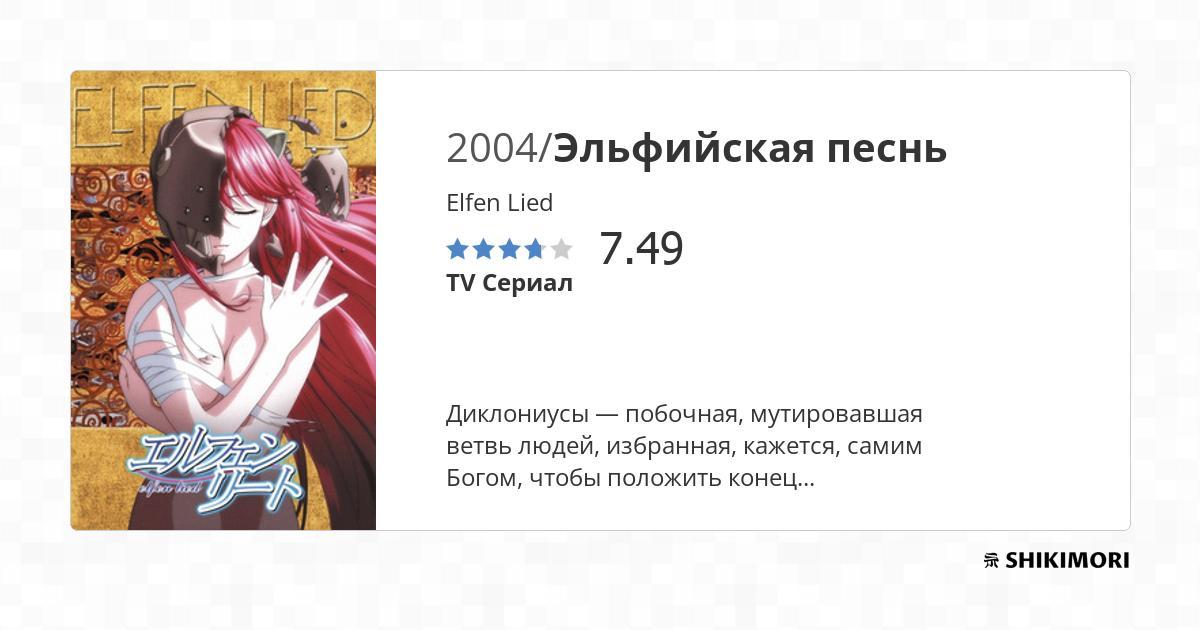 ELFEN LIED
エルフェン
elfen lied
リート
2004/Эльфийская песнь
Elfen Lied
7.49
TV Сериал
Диклониусы — побочная, мутировавшая
ветвь людей, избранная, кажется, самим
Богом, чтобы положить конец...
SHIKIMORI